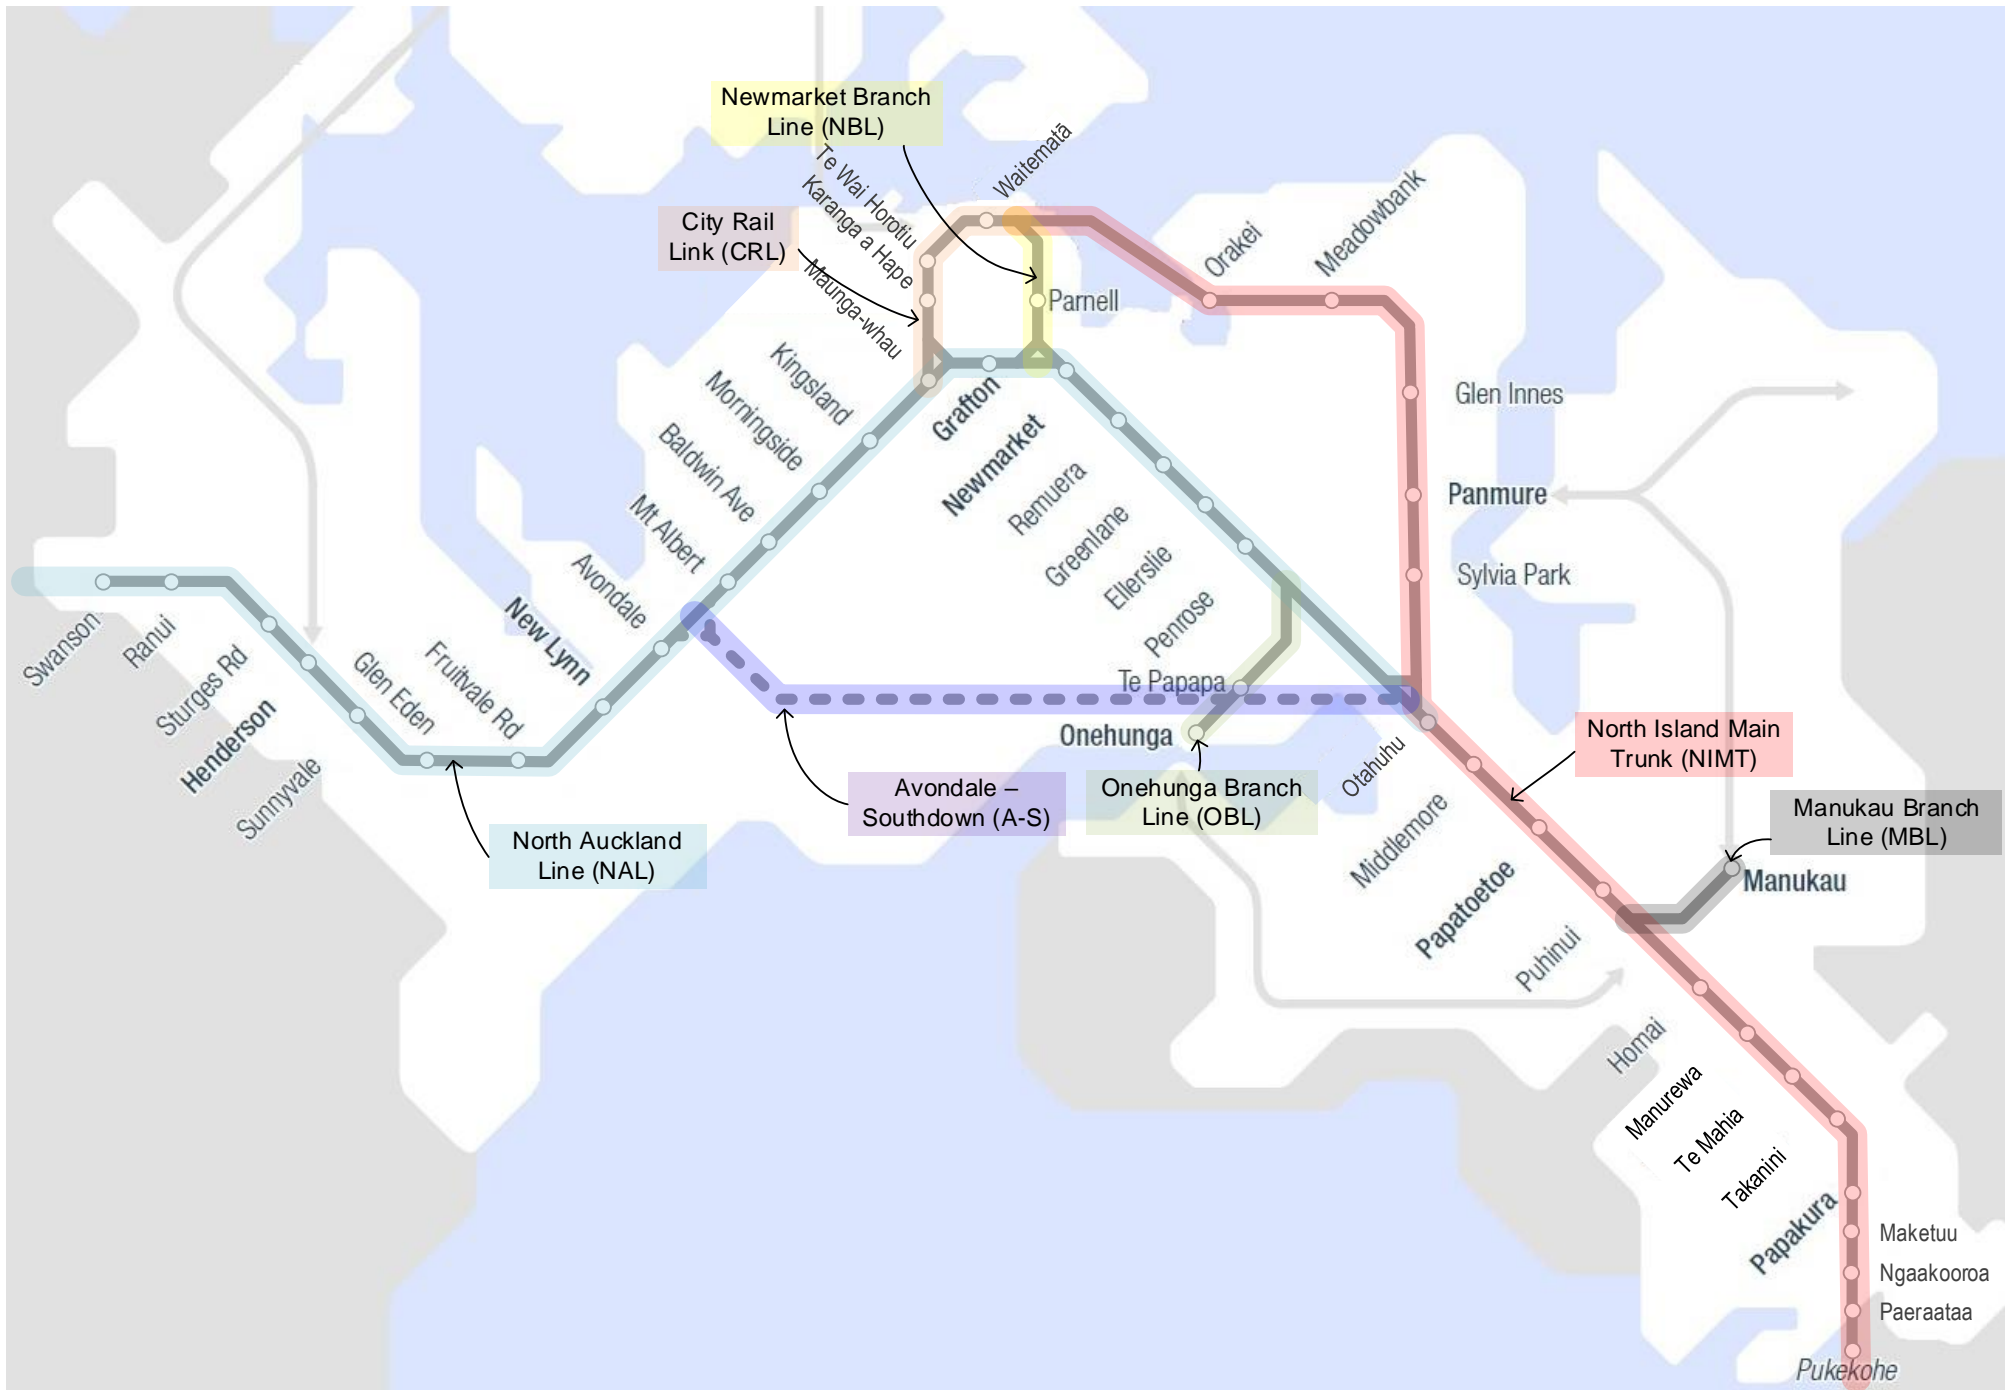 Newmarket Branch
Line (NBL)
Waitematā
Te Wai Horotiu
Karanga a Hape
City Rail
Link (CRL)
Maunga-whau
Orakei
Meadowbank
Parnell
Kingsland
Morningside
Baldwin Ave
Mt Albert
Avondale
New Lynn
Grafton
Newmarket
Remuera
Greenlane
Ellerslie
Penrose
Te Papapa
Onehunga
Glen Innes
Panmure
Sylvia Park
Swanson
Ranui
Sturges Rd
Henderson
Sunnyvale
Glen Eden
Fruitvale Rd
North Auckland
Line (NAL)
Avondale –
Southdown (A-S)
Onehunga Branch
Line (OBL)
North Island Main
Trunk (NIMT)
Manukau Branch
Line (MBL)
Manukau
Otahuhu
Middlemore
Papatoetoe
Puhinui
Homai
Manurewa
Te Mahia
Takanini
Papakura
Maketuu
Ngaakooroa
Paeraataa
Pukekohe